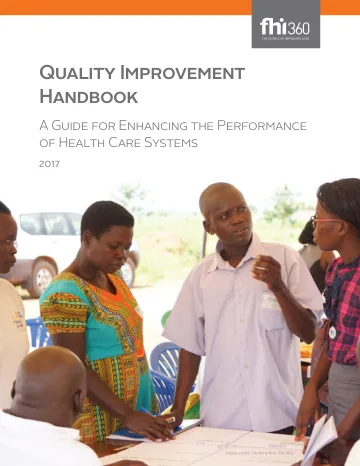 fhi360
THE SCIENCE OF IMPROVING LIVES
QUALITY IMPROVEMENT
HANDBOOK
A GUIDE FOR ENHANCING THE PERFORMANCE
OF HEALTH CARE SYSTEMS
2017